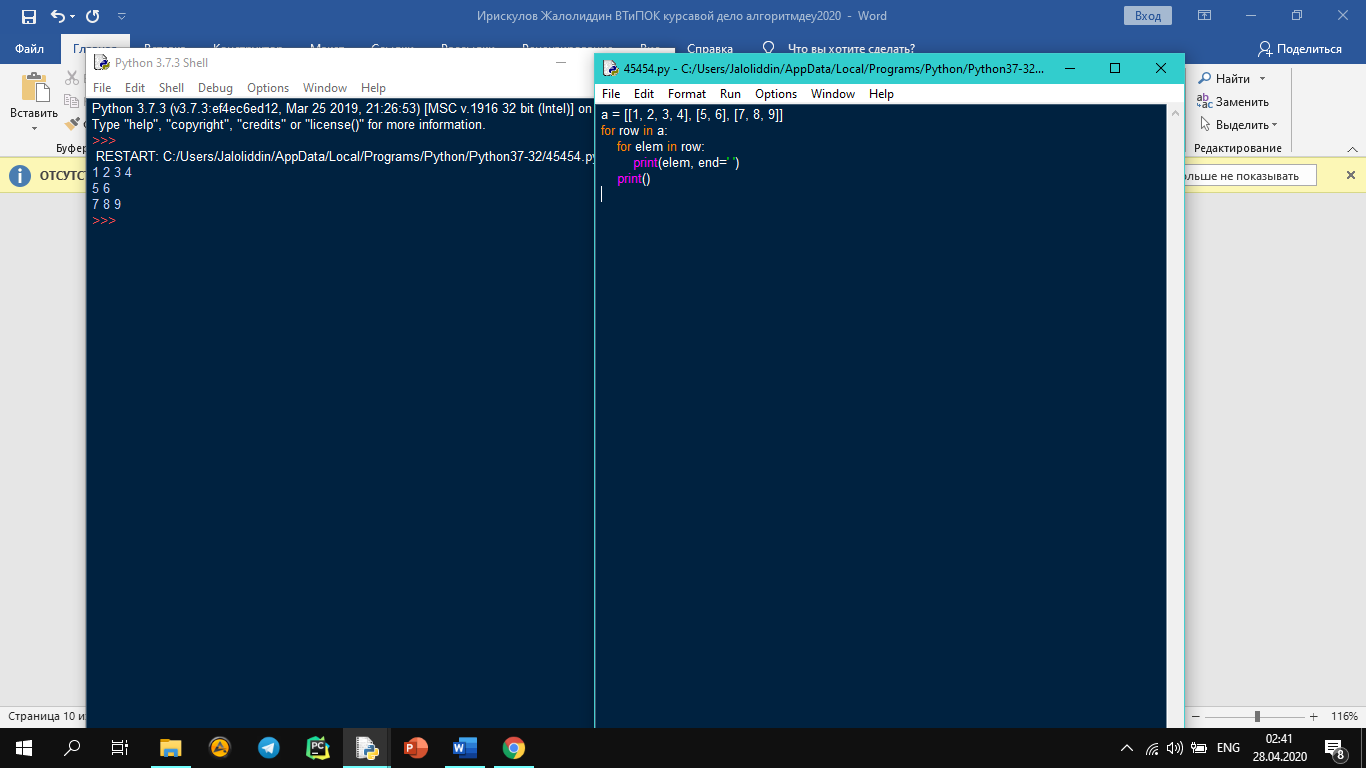 Ирискулов Жалолиддин ВТиПОК курсавой дело алгоритмдеу2020 - Word
Вход
Файл
Справка
Что вы хотите сделать?
Поделиться
Вставить
Найти
Заменить
Выделить
Редактирование
Python 3.7.3 Shell
File Edit Shell Debug Options Window Help
Python 3.7.3 (v3.7.3:ef4ec6ed12, Mar 25 2019, 21:26:53) [MSC v.1916 32 bit (Intel)] on
Type "help", "copyright", "credits" or "license()" for more information.
>>>
RESTART: C:/Users/Jaloliddin/AppData/Local/Programs/Python/Python37-32/45454.py
1 2 3 4
5 6
7 8 9
>>>
45454.py - C:/Users/Jaloliddin/AppData/Local/Programs/Python/Python37-32...
File Edit Format Run Options Window Help
a = [[1, 2, 3, 4], [5, 6], [7, 8, 9]]
for row in a:
    for elem in row:
        print(elem, end=' ')
    print()
ольше не показывать
Страница 10 из
116%
ENG
02:41
28.04.2020
8